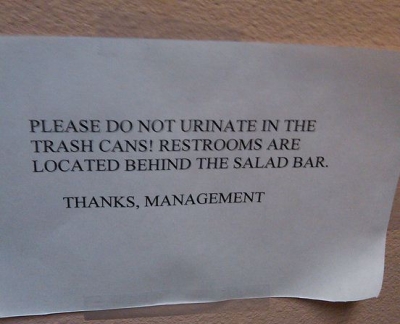 PLEASE DO NOT URINATE IN THE
TRASH CANS! RESTROOMS ARE
LOCATED BEHIND THE SALAD BAR.
THANKS, MANAGEMENT